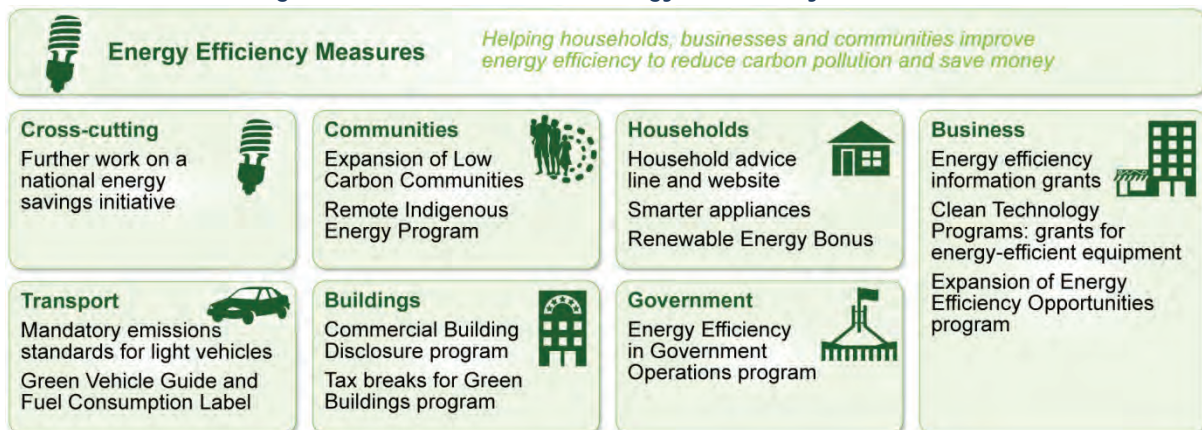 Energy Efficiency Measures
Helping households, businesses and communities improve
energy efficiency to reduce carbon pollution and save money
Cross-cutting
Further work on a
national energy
savings initiative
Communities
Expansion of Low
Carbon Communities
Remote Indigenous
Energy Program
Households
Household advice
line and website
Smarter appliances
Renewable Energy Bonus
Business
Energy efficiency
information grants
Clean Technology
Programs: grants for
energy-efficient equipment
Expansion of Energy
Efficiency Opportunities
program
Transport
Mandatory emissions
standards for light vehicles
Green Vehicle Guide and
Fuel Consumption Label
Buildings
Commercial Building
Disclosure program
Tax breaks for Green
Buildings program
Government
Energy Efficiency
in Government
Operations program